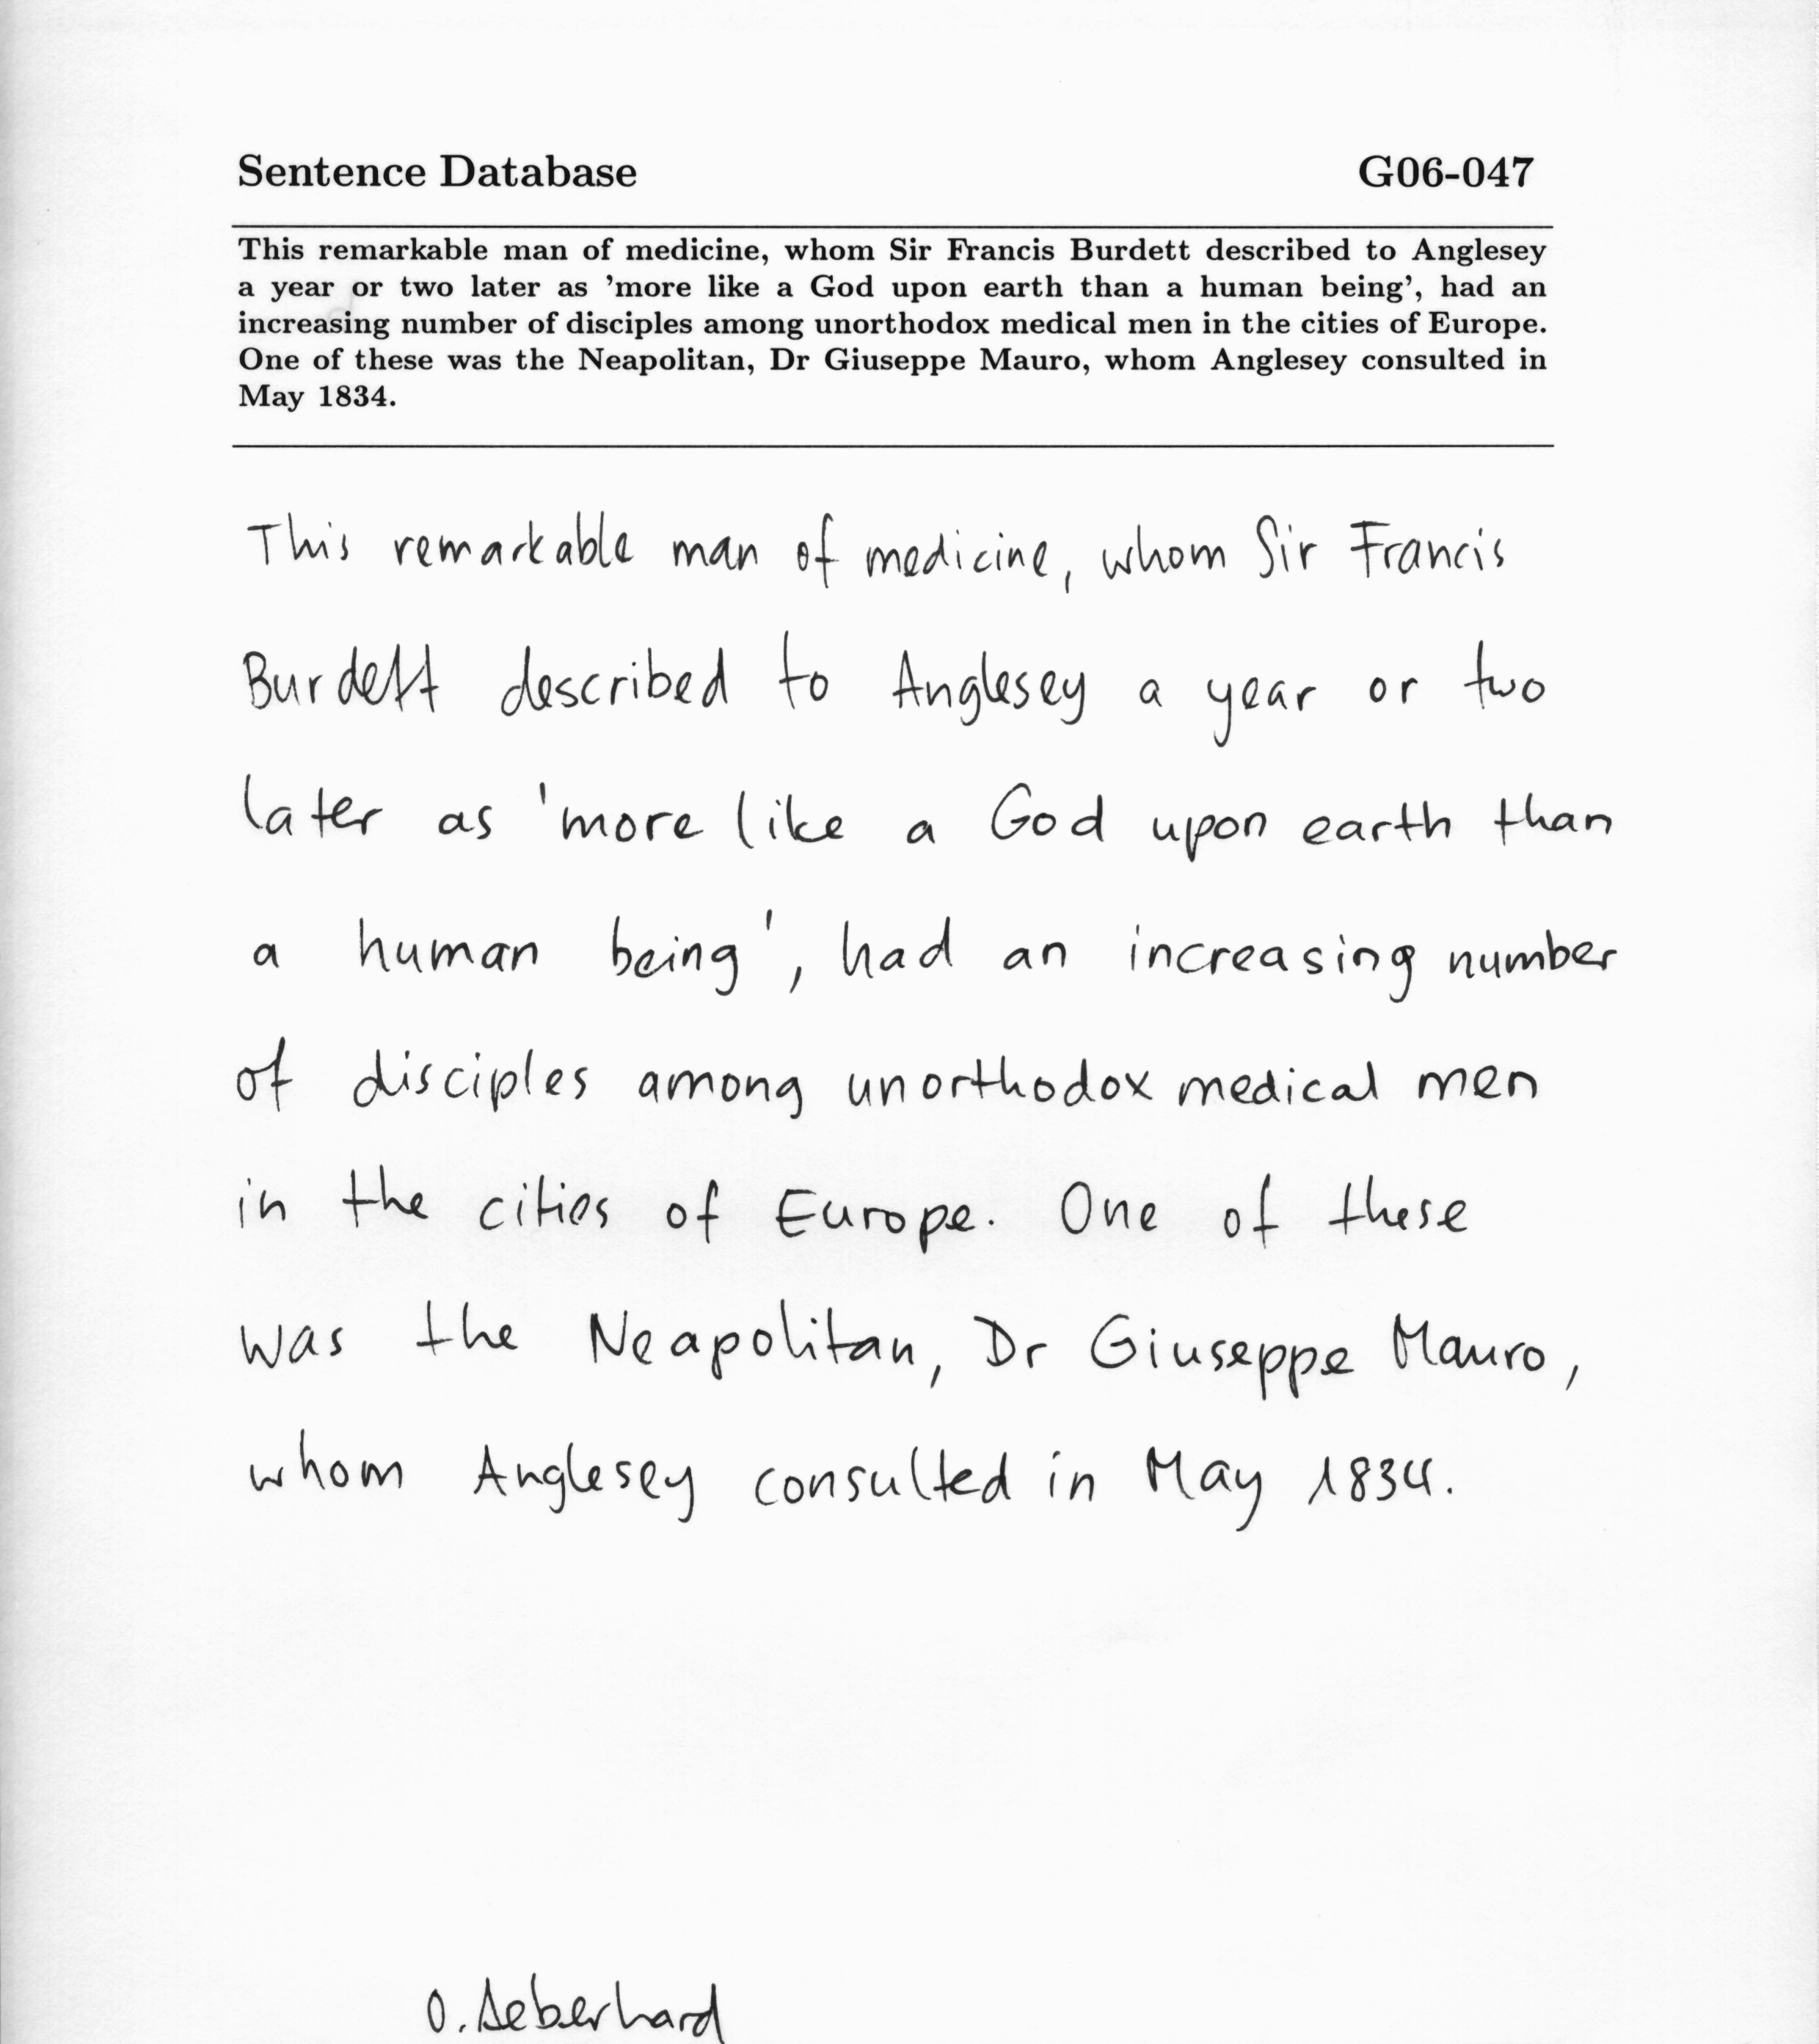 Sentence Database G06-047
This remarkable man of medicine, whom Sir Francis Burdett described to Anglesey
a year or two later as 'more like a God upon earth than a human being', had an
increasing number of disciples among unorthodox medical men in the cities of Europe.
One of these was the Neapolitan, Dr Giuseppe Mauro, whom Anglesey consulted in
May 1834.
This remarkable man of medicine, whom Sir Francis
Burdett described to Anglesey a year or two
later as 'more like a God upon earth than
a human being', had an increasing number
of disciples among unorthodox medical men
in the cities of Europe. One of these
was the Neapolitan, Dr Giuseppe Mauro,
whom Anglesey consulted in May 1834.
O. Aeberhard